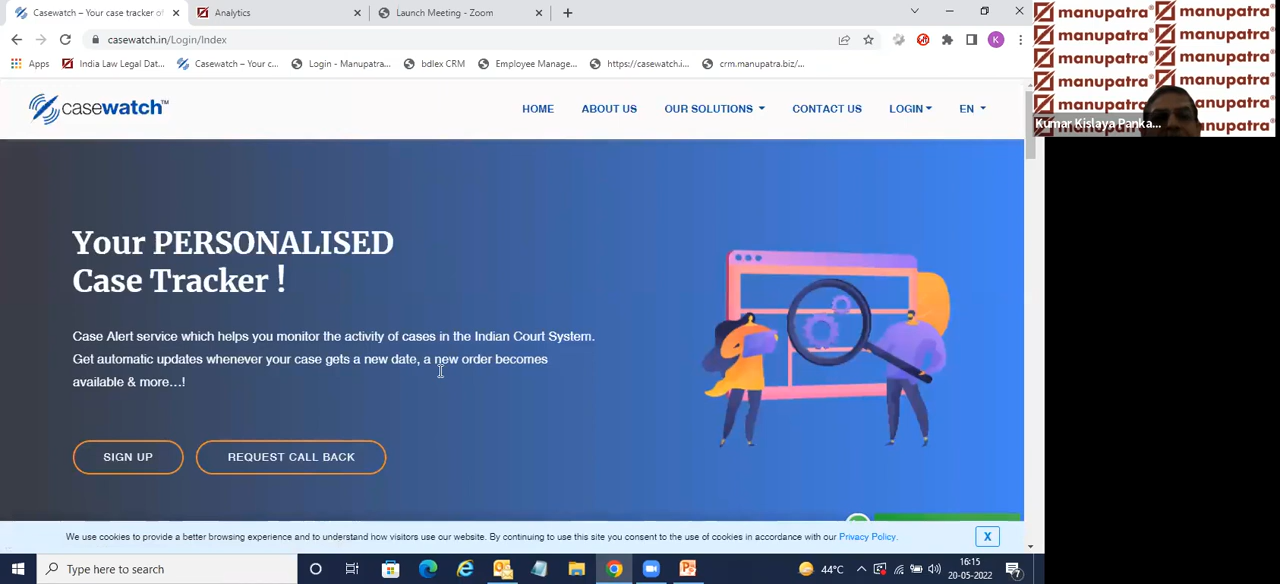 Casewatch – Your case tracker of
Analytics
Launch Meeting - Zoom
casewatch.in/Login/Index
K
Apps
India Law Legal Dat...
Casewatch – Your c...
Login - Manupatra...
bdlex CRM
Employee Manage...
https://casewatch.i...
crm.manupatra.biz/...
casewatch™
HOME
ABOUT US
OUR SOLUTIONS
CONTACT US
LOGIN
EN
Your PERSONALISED
Case Tracker !
Case Alert service which helps you monitor the activity of cases in the Indian Court System.
Get automatic updates whenever your case gets a new date, a new order becomes
available & more...!
SIGN UP
REQUEST CALL BACK
We use cookies to provide a better browsing experience and to understand how visitors use our website. By continuing to use this site you consent to the use of cookies in accordance with our Privacy Policy.
X
Type here to search
44°C
16:15
20-05-2022
7
manupatra® manupatra®
manupatra® manupatra®
manupatra® manupatra®
manupatra® manupatra®
manupatra® anupatra®
Kumar Kislaya Panka...
anupatra®